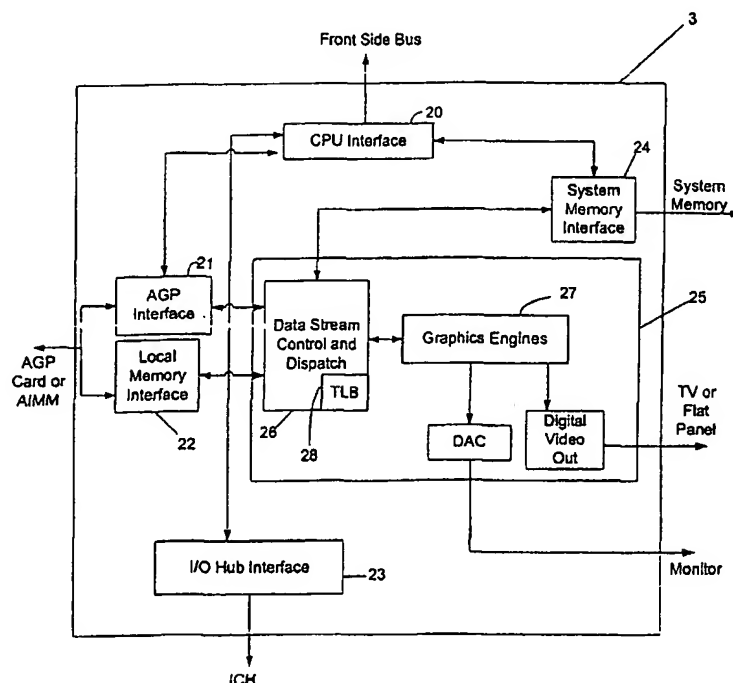 3
Front Side Bus
20
CPU Interface
24
System
Memory
Interface
System
Memory
21
AGP
Interface
Local
Memory
Interface
22
AGP
Card or
AIMM
25
Data Stream
Control and
Dispatch
TLB
26
28
27
Graphics Engines
DAC
Digital
Video
Out
TV or
Flat
Panel
Monitor
I/O Hub Interface
23
ICH